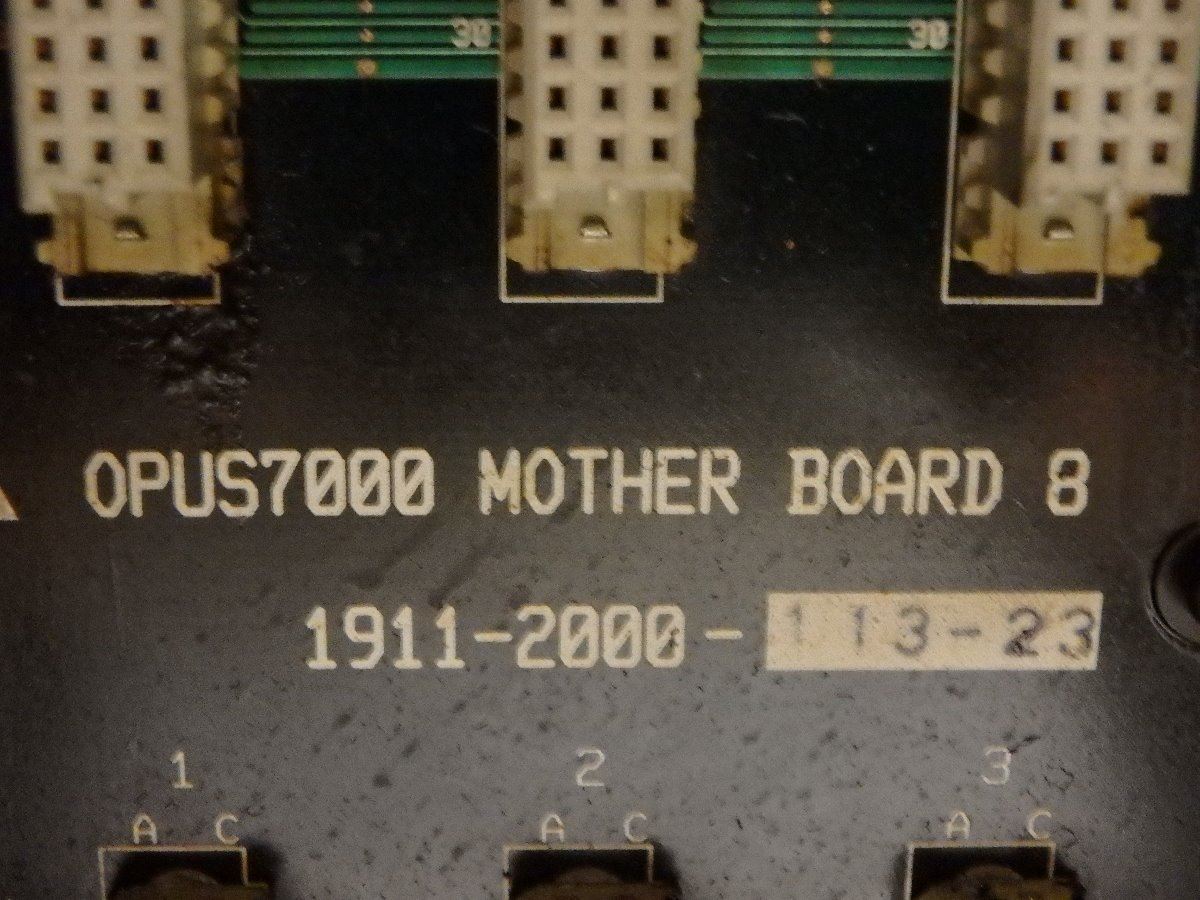 30 30
OPUS7000 MOTHER BOARD 8
1911-2000-113-23
1 2 3
A C A C A C